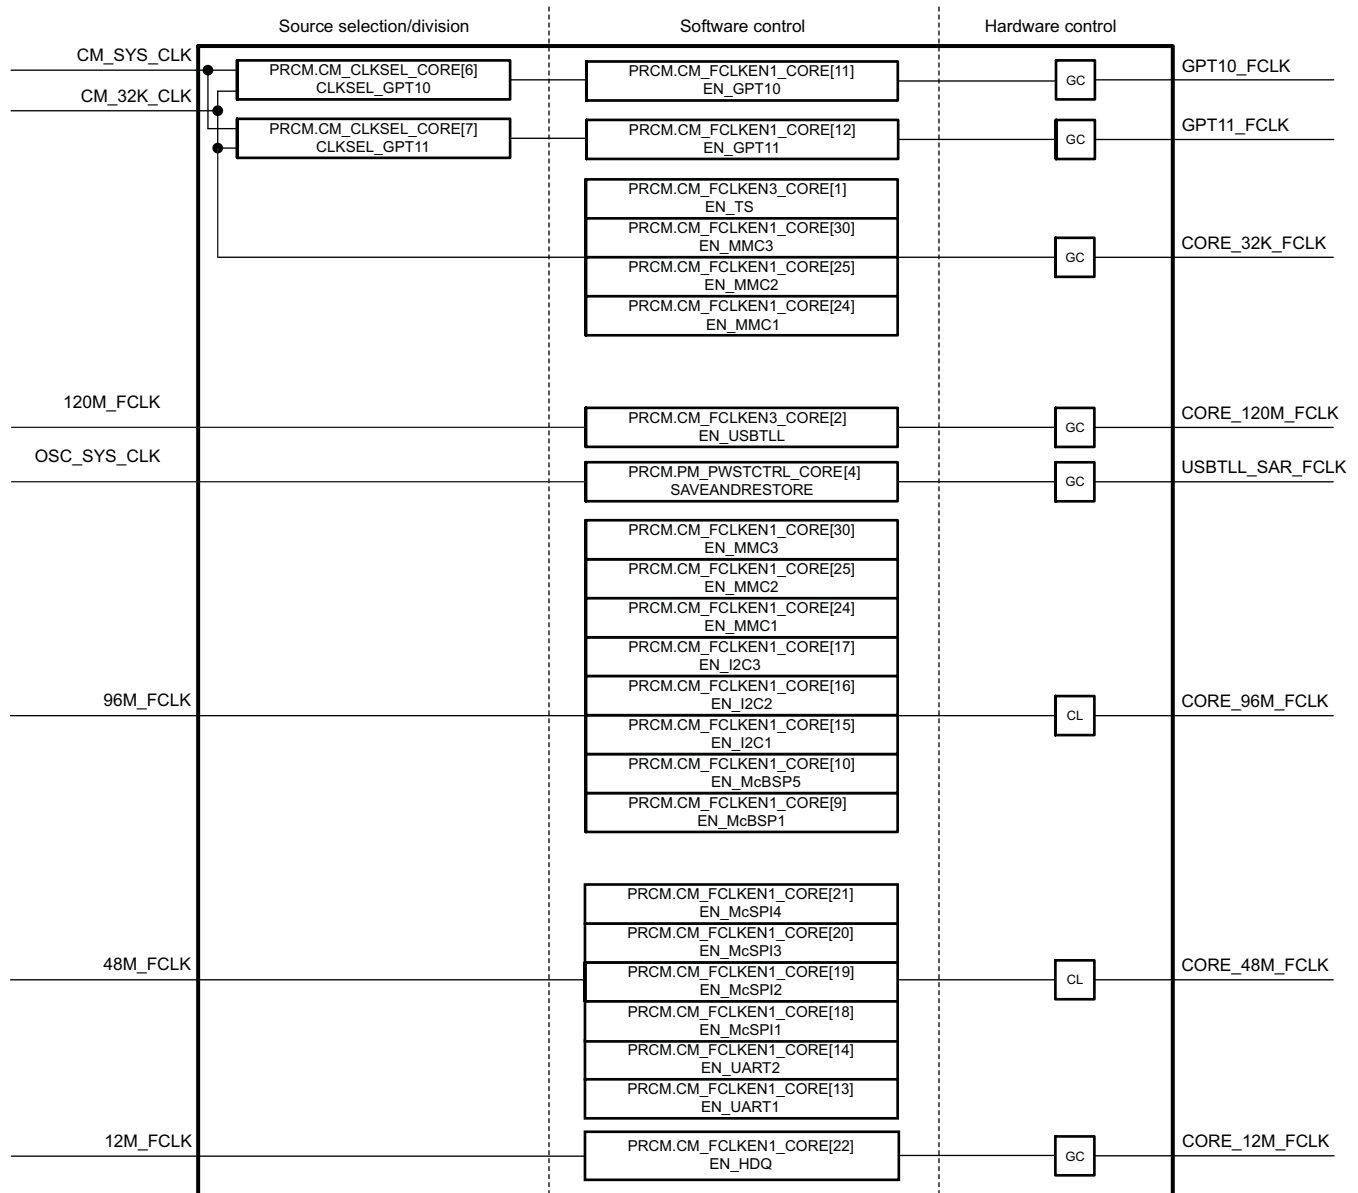 Source selection/division
Software control
Hardware control
CM_SYS_CLK
PRCM.CM_CLKSEL_CORE[6]
CLKSEL_GPT10
PRCM.CM_FCLKEN1_CORE[11]
EN_GPT10
GC
GPT10_FCLK
CM_32K_CLK
PRCM.CM_CLKSEL_CORE[7]
CLKSEL_GPT11
PRCM.CM_FCLKEN1_CORE[12]
EN_GPT11
GC
GPT11_FCLK
PRCM.CM_FCLKEN3_CORE[1]
EN_TS
PRCM.CM_FCLKEN1_CORE[30]
EN_MMC3
PRCM.CM_FCLKEN1_CORE[25]
EN_MMC2
PRCM.CM_FCLKEN1_CORE[24]
EN_MMC1
GC
CORE_32K_FCLK
120M_FCLK
PRCM.CM_FCLKEN3_CORE[2]
EN_USBTLL
GC
CORE_120M_FCLK
OSC_SYS_CLK
PRCM.PM_PWSTCTRL_CORE[4]
SAVEANDRESTORE
GC
USBTLL_SAR_FCLK
PRCM.CM_FCLKEN1_CORE[30]
EN_MMC3
PRCM.CM_FCLKEN1_CORE[25]
EN_MMC2
PRCM.CM_FCLKEN1_CORE[24]
EN_MMC1
PRCM.CM_FCLKEN1_CORE[17]
EN_I2C3
96M_FCLK
PRCM.CM_FCLKEN1_CORE[16]
EN_I2C2
PRCM.CM_FCLKEN1_CORE[15]
EN_I2C1
PRCM.CM_FCLKEN1_CORE[10]
EN_McBSP5
PRCM.CM_FCLKEN1_CORE[9]
EN_McBSP1
CL
CORE_96M_FCLK
PRCM.CM_FCLKEN1_CORE[21]
EN_McSPI4
PRCM.CM_FCLKEN1_CORE[20]
EN_McSPI3
48M_FCLK
PRCM.CM_FCLKEN1_CORE[19]
EN_McSPI2
PRCM.CM_FCLKEN1_CORE[18]
EN_McSPI1
PRCM.CM_FCLKEN1_CORE[14]
EN_UART2
PRCM.CM_FCLKEN1_CORE[13]
EN_UART1
CL
CORE_48M_FCLK
12M_FCLK
PRCM.CM_FCLKEN1_CORE[22]
EN_HDQ
GC
CORE_12M_FCLK